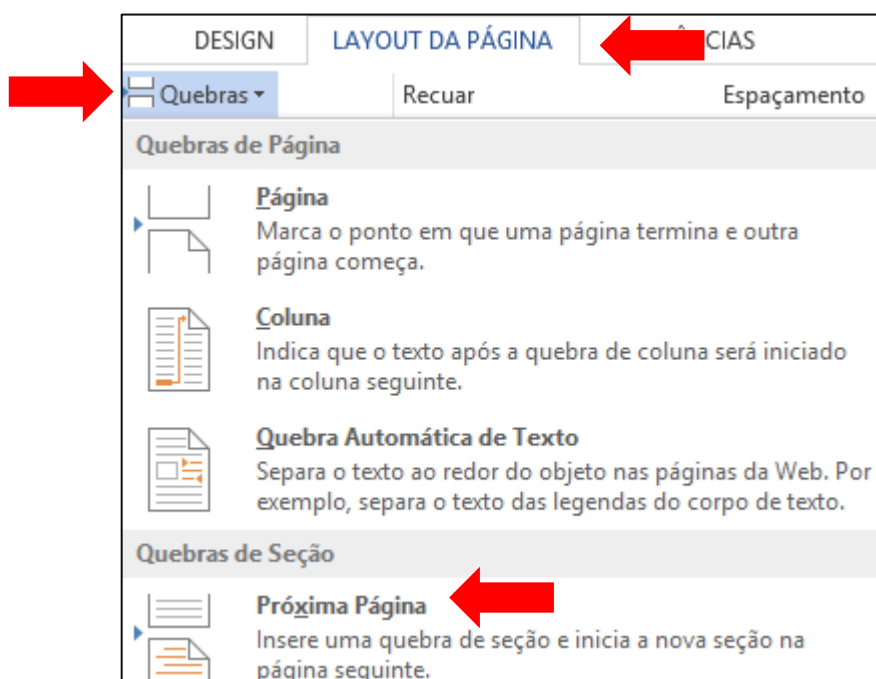 DESIGN LAYOUT DA PÁGINA CIAS
Quebras Recuar Espaçamento
Quebras de Página
Página
Marca o ponto em que uma página termina e outra
página começa.
Coluna
Indica que o texto após a quebra de coluna será iniciado
na coluna seguinte.
Quebra Automática de Texto
Separa o texto ao redor do objeto nas páginas da Web. Por
exemplo, separa o texto das legendas do corpo de texto.
Quebras de Seção
Próxima Página
Insere uma quebra de seção e inicia a nova seção na
página seguinte.